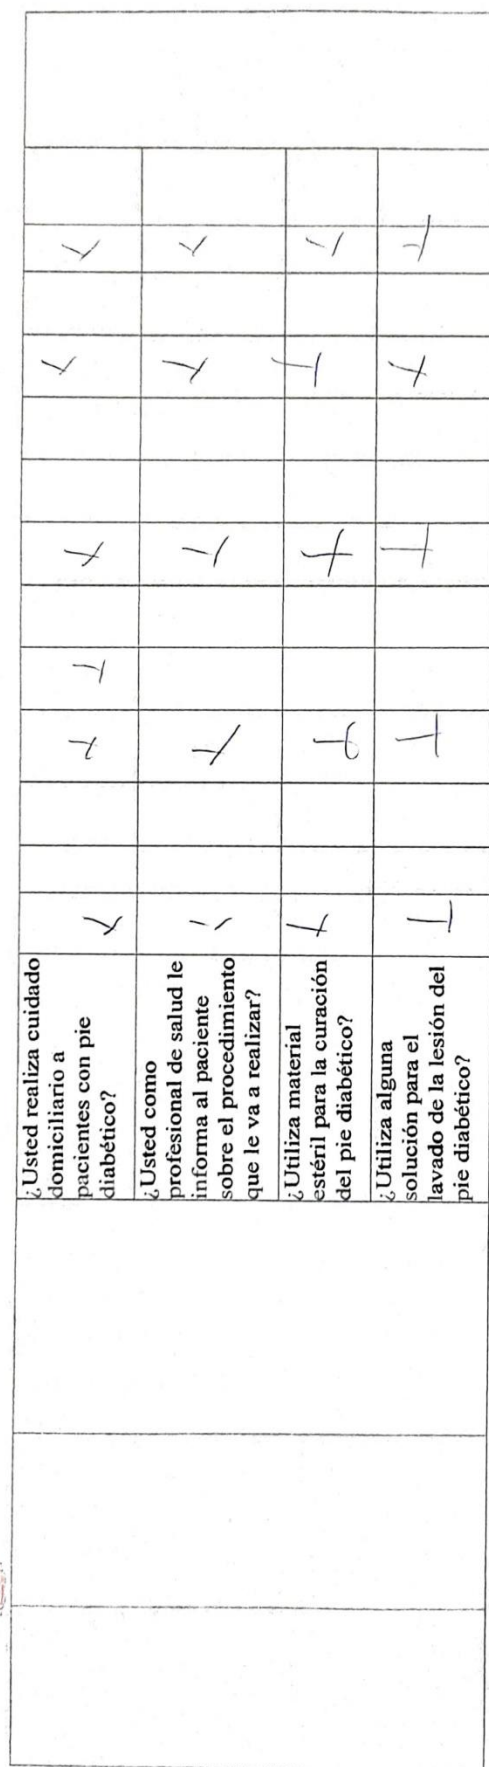 ¿Usted realiza cuidado
domiciliario a
pacientes con pie
diabético?
¿Usted como
profesional de salud le
informa al paciente
sobre el procedimiento
que le va a realizar?
¿Utiliza material
estéril para la curación
del pie diabético?
¿Utiliza alguna
solución para el
lavado de la lesión del
pie diabético?